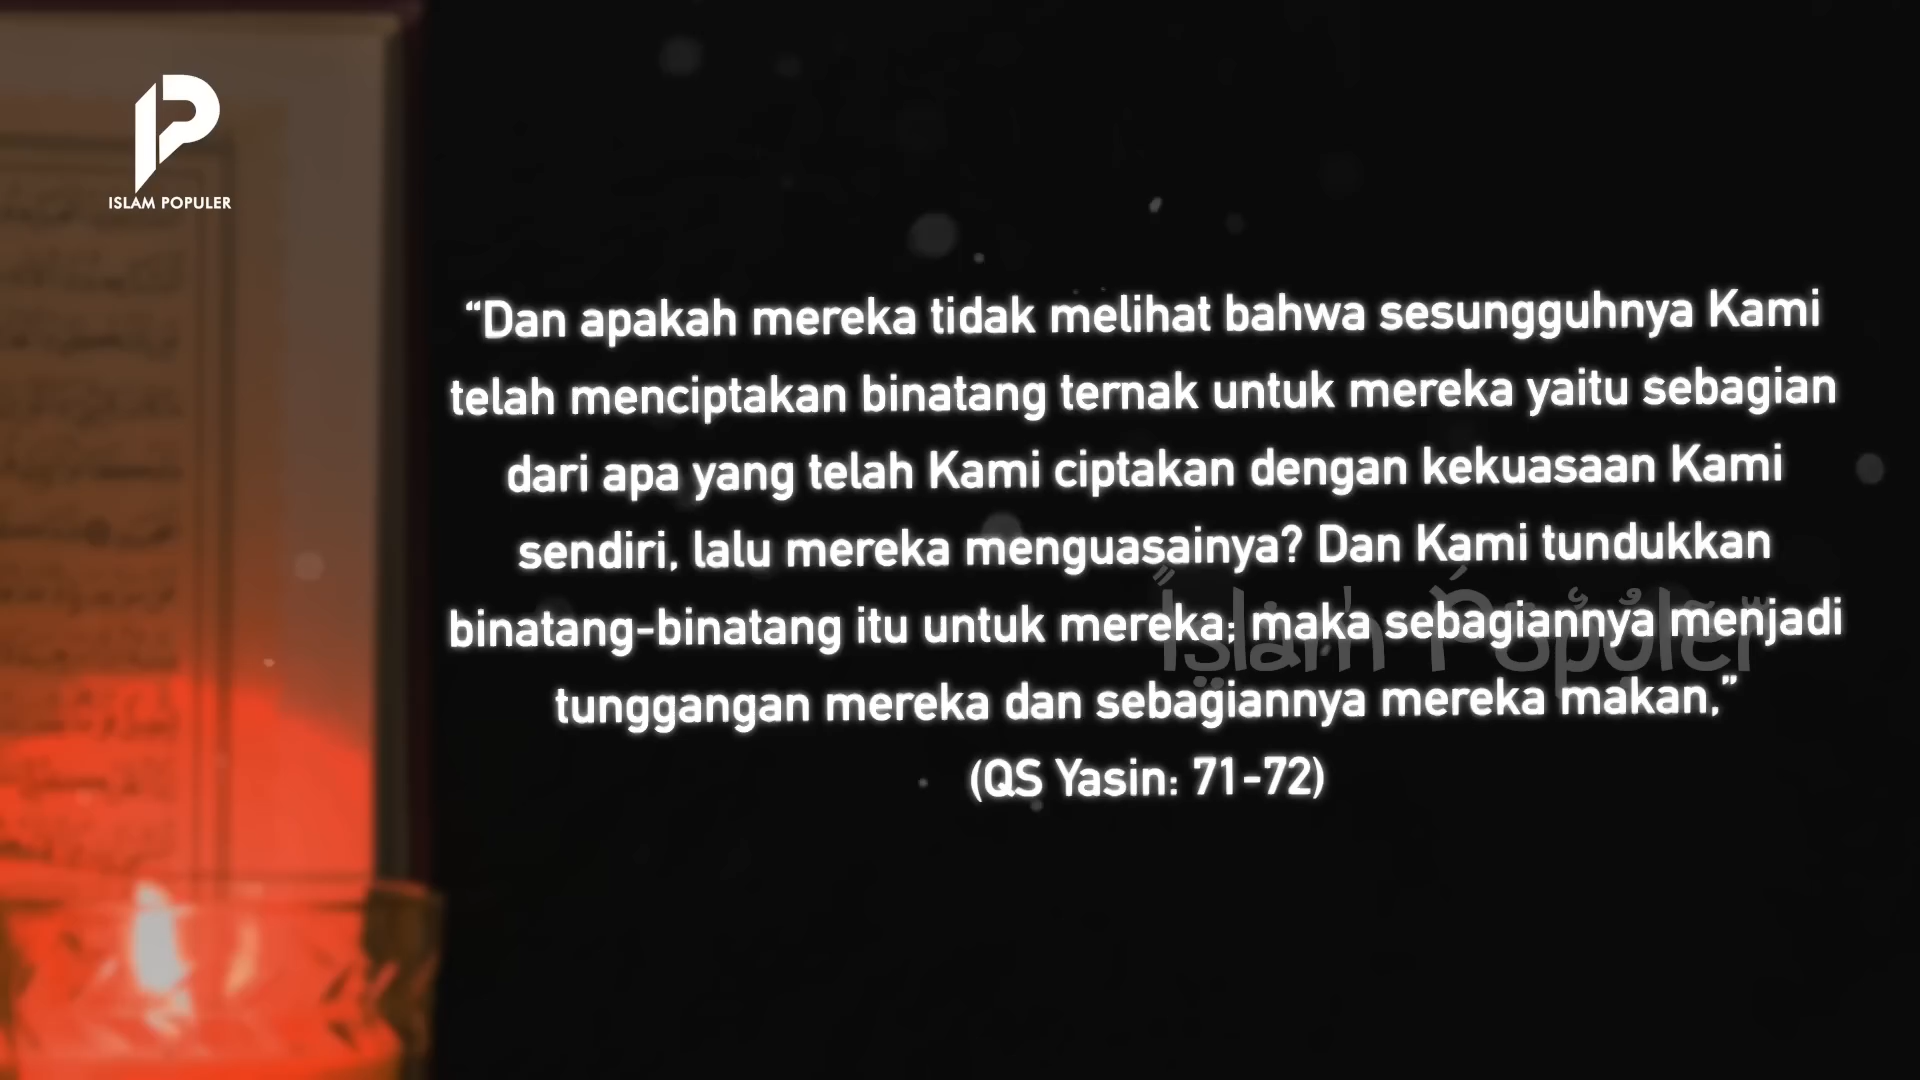 ISLAM POPULER
“Dan apakah mereka tidak melihat bahwa sesungguhnya Kami
telah menciptakan binatang ternak untuk mereka yaitu sebagian
dari apa yang telah Kami ciptakan dengan kekuasaan Kami
sendiri, lalu mereka menguasainya? Dan Kami tundukkan
binatang-binatang itu untuk mereka; maka sebagiannya menjadi
tunggangan mereka dan sebagiannya mereka makan,”
(QS Yasin: 71-72)
Islam Populer